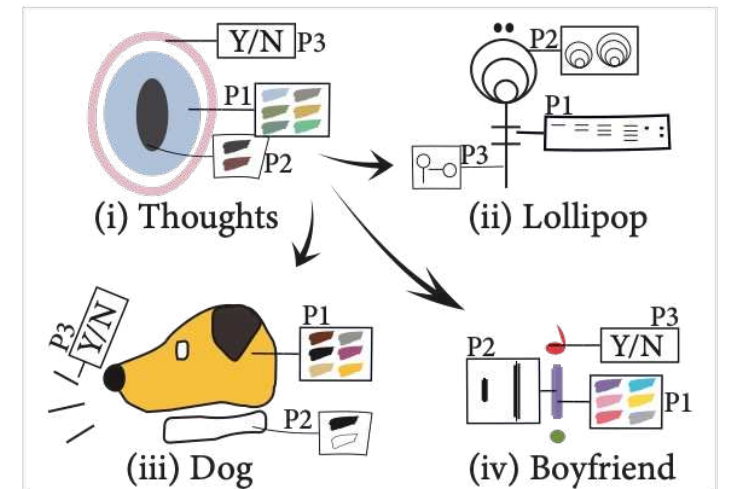 Y/N P3
P1
P2
(i) Thoughts
P2
P1
P3
(ii) Lollipop
P3
Y/N
P1
P2
(iii) Dog
P3
Y/N
P2
P1
(iv) Boyfriend